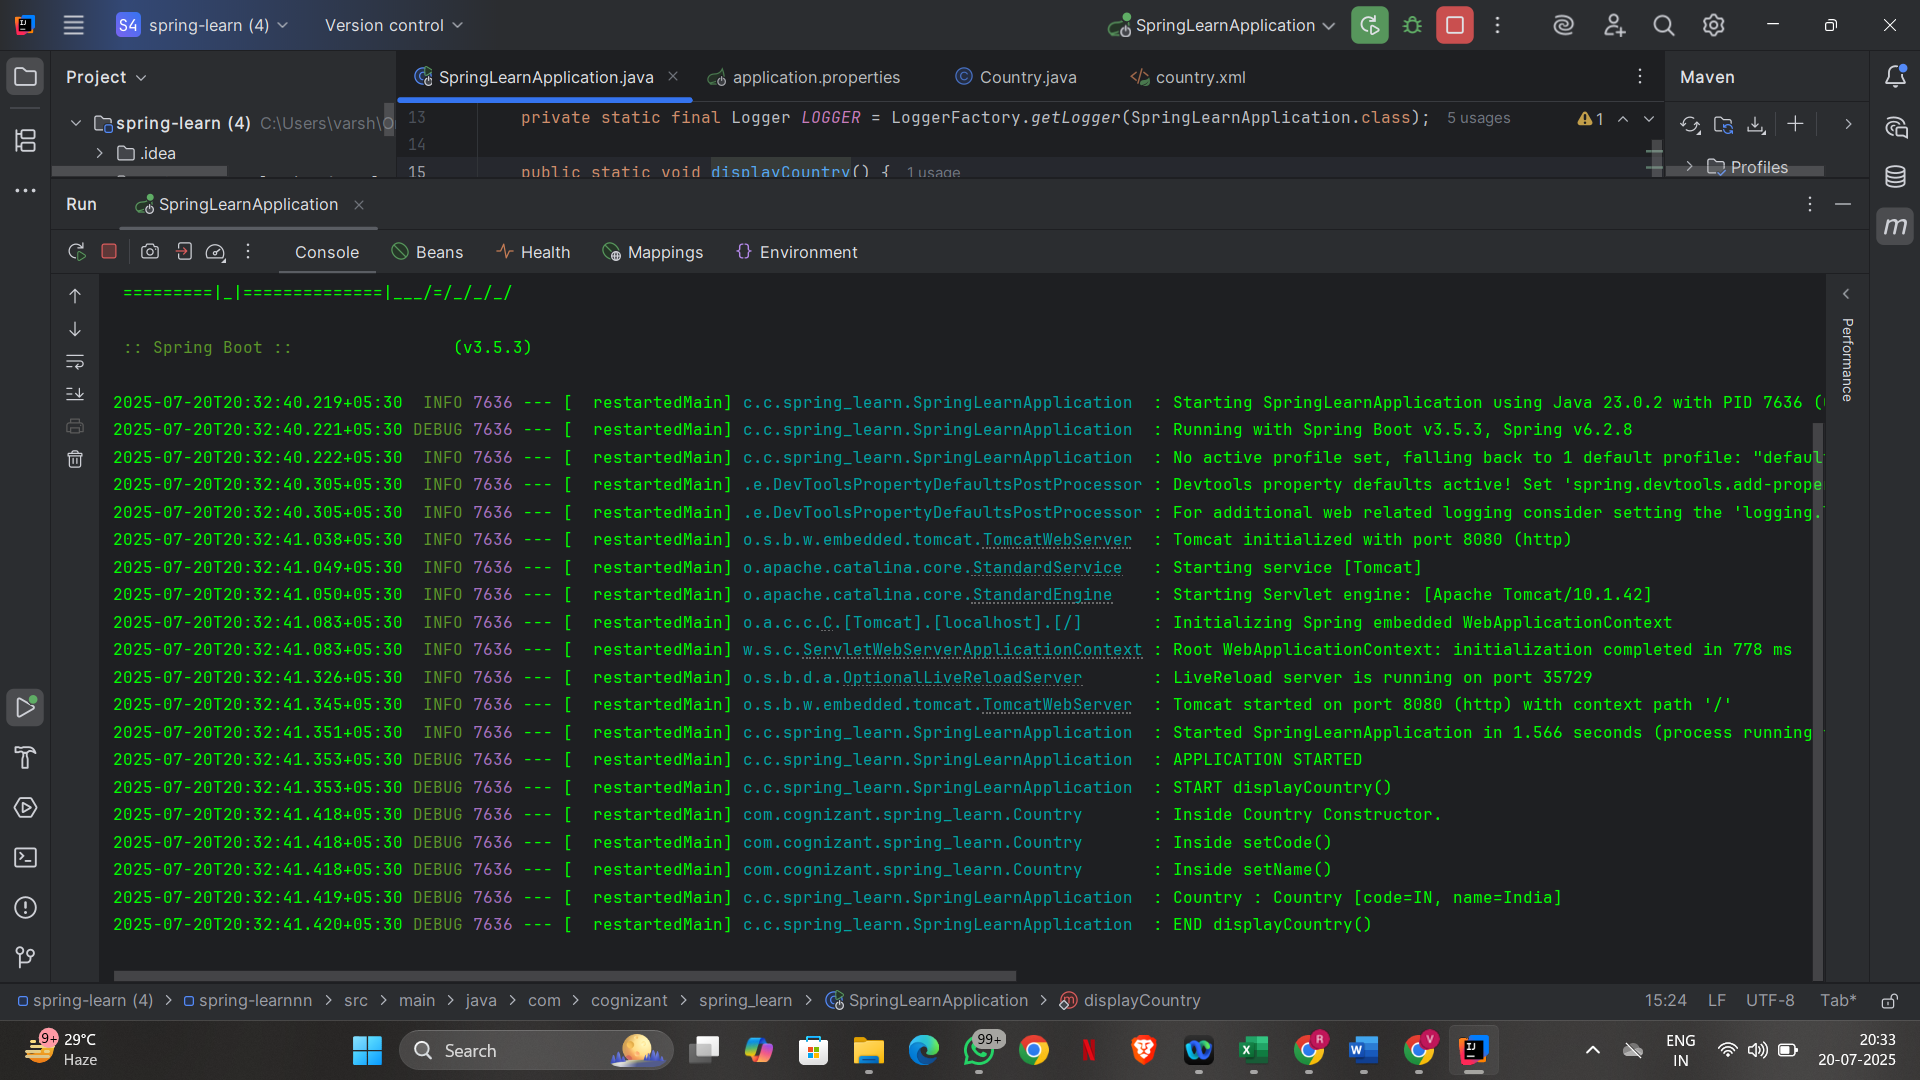 S4 spring-learn (4) Version control SpringLearnApplication
Project SpringLearnApplication.java application.properties Country.java country.xml Maven
spring-learn (4) C:\Users\varsh\O
.idea
13 private static final Logger LOGGER = LoggerFactory.getLogger(SpringLearnApplication.class); 5 usages 1
14
15 public static void displayCountry() { 1 usage
Profiles
Run SpringLearnApplication
Console Beans Health Mappings Environment
=========|_|==============|___/=/_/_/_/
:: Spring Boot :: (v3.5.3)
2025-07-20T20:32:40.219+05:30 INFO 7636 --- [ restartedMain] c.c.spring_learn.SpringLearnApplication : Starting SpringLearnApplication using Java 23.0.2 with PID 7636 (
2025-07-20T20:32:40.221+05:30 DEBUG 7636 --- [ restartedMain] c.c.spring_learn.SpringLearnApplication : Running with Spring Boot v3.5.3, Spring v6.2.8
2025-07-20T20:32:40.222+05:30 INFO 7636 --- [ restartedMain] c.c.spring_learn.SpringLearnApplication : No active profile set, falling back to 1 default profile: "defaul
2025-07-20T20:32:40.305+05:30 INFO 7636 --- [ restartedMain] .e.DevToolsPropertyDefaultsPostProcessor : Devtools property defaults active! Set 'spring.devtools.add-prope
2025-07-20T20:32:40.305+05:30 INFO 7636 --- [ restartedMain] .e.DevToolsPropertyDefaultsPostProcessor : For additional web related logging consider setting the 'logging.
2025-07-20T20:32:41.038+05:30 INFO 7636 --- [ restartedMain] o.s.b.w.embedded.tomcat.TomcatWebServer : Tomcat initialized with port 8080 (http)
2025-07-20T20:32:41.049+05:30 INFO 7636 --- [ restartedMain] o.apache.catalina.core.StandardService : Starting service [Tomcat]
2025-07-20T20:32:41.050+05:30 INFO 7636 --- [ restartedMain] o.apache.catalina.core.StandardEngine : Starting Servlet engine: [Apache Tomcat/10.1.42]
2025-07-20T20:32:41.083+05:30 INFO 7636 --- [ restartedMain] o.a.c.c.C.[Tomcat].[localhost].[/] : Initializing Spring embedded WebApplicationContext
2025-07-20T20:32:41.083+05:30 INFO 7636 --- [ restartedMain] w.s.c.ServletWebServerApplicationContext : Root WebApplicationContext: initialization completed in 778 ms
2025-07-20T20:32:41.326+05:30 INFO 7636 --- [ restartedMain] o.s.b.d.a.OptionalLiveReloadServer : LiveReload server is running on port 35729
2025-07-20T20:32:41.345+05:30 INFO 7636 --- [ restartedMain] o.s.b.w.embedded.tomcat.TomcatWebServer : Tomcat started on port 8080 (http) with context path '/'
2025-07-20T20:32:41.351+05:30 INFO 7636 --- [ restartedMain] c.c.spring_learn.SpringLearnApplication : Started SpringLearnApplication in 1.566 seconds (process running
2025-07-20T20:32:41.353+05:30 DEBUG 7636 --- [ restartedMain] c.c.spring_learn.SpringLearnApplication : APPLICATION STARTED
2025-07-20T20:32:41.353+05:30 DEBUG 7636 --- [ restartedMain] c.c.spring_learn.SpringLearnApplication : START displayCountry()
2025-07-20T20:32:41.418+05:30 DEBUG 7636 --- [ restartedMain] com.cognizant.spring_learn.Country : Inside Country Constructor.
2025-07-20T20:32:41.418+05:30 DEBUG 7636 --- [ restartedMain] com.cognizant.spring_learn.Country : Inside setCode()
2025-07-20T20:32:41.418+05:30 DEBUG 7636 --- [ restartedMain] com.cognizant.spring_learn.Country : Inside setName()
2025-07-20T20:32:41.419+05:30 DEBUG 7636 --- [ restartedMain] c.c.spring_learn.SpringLearnApplication : Country : Country [code=IN, name=India]
2025-07-20T20:32:41.420+05:30 DEBUG 7636 --- [ restartedMain] c.c.spring_learn.SpringLearnApplication : END displayCountry()
Performance
spring-learn (4) > spring-learnnn > src > main > java > com > cognizant > spring_learn > SpringLearnApplication > displayCountry 15:24 LF UTF-8 Tab*
9+ 29°C
Haze
Search
99+
ENG
IN
20:33
20-07-2025